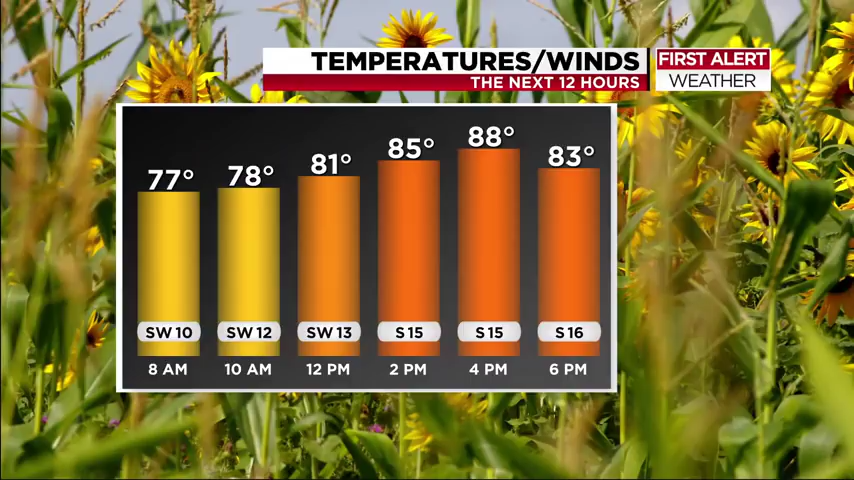 TEMPERATURES/WINDS
THE NEXT 12 HOURS
FIRST ALERT
WEATHER
77° 78° 81° 85° 88° 83°
SW 10 SW 12 SW 13 S 15 S 15 S 16
8 AM 10 AM 12 PM 2 PM 4 PM 6 PM